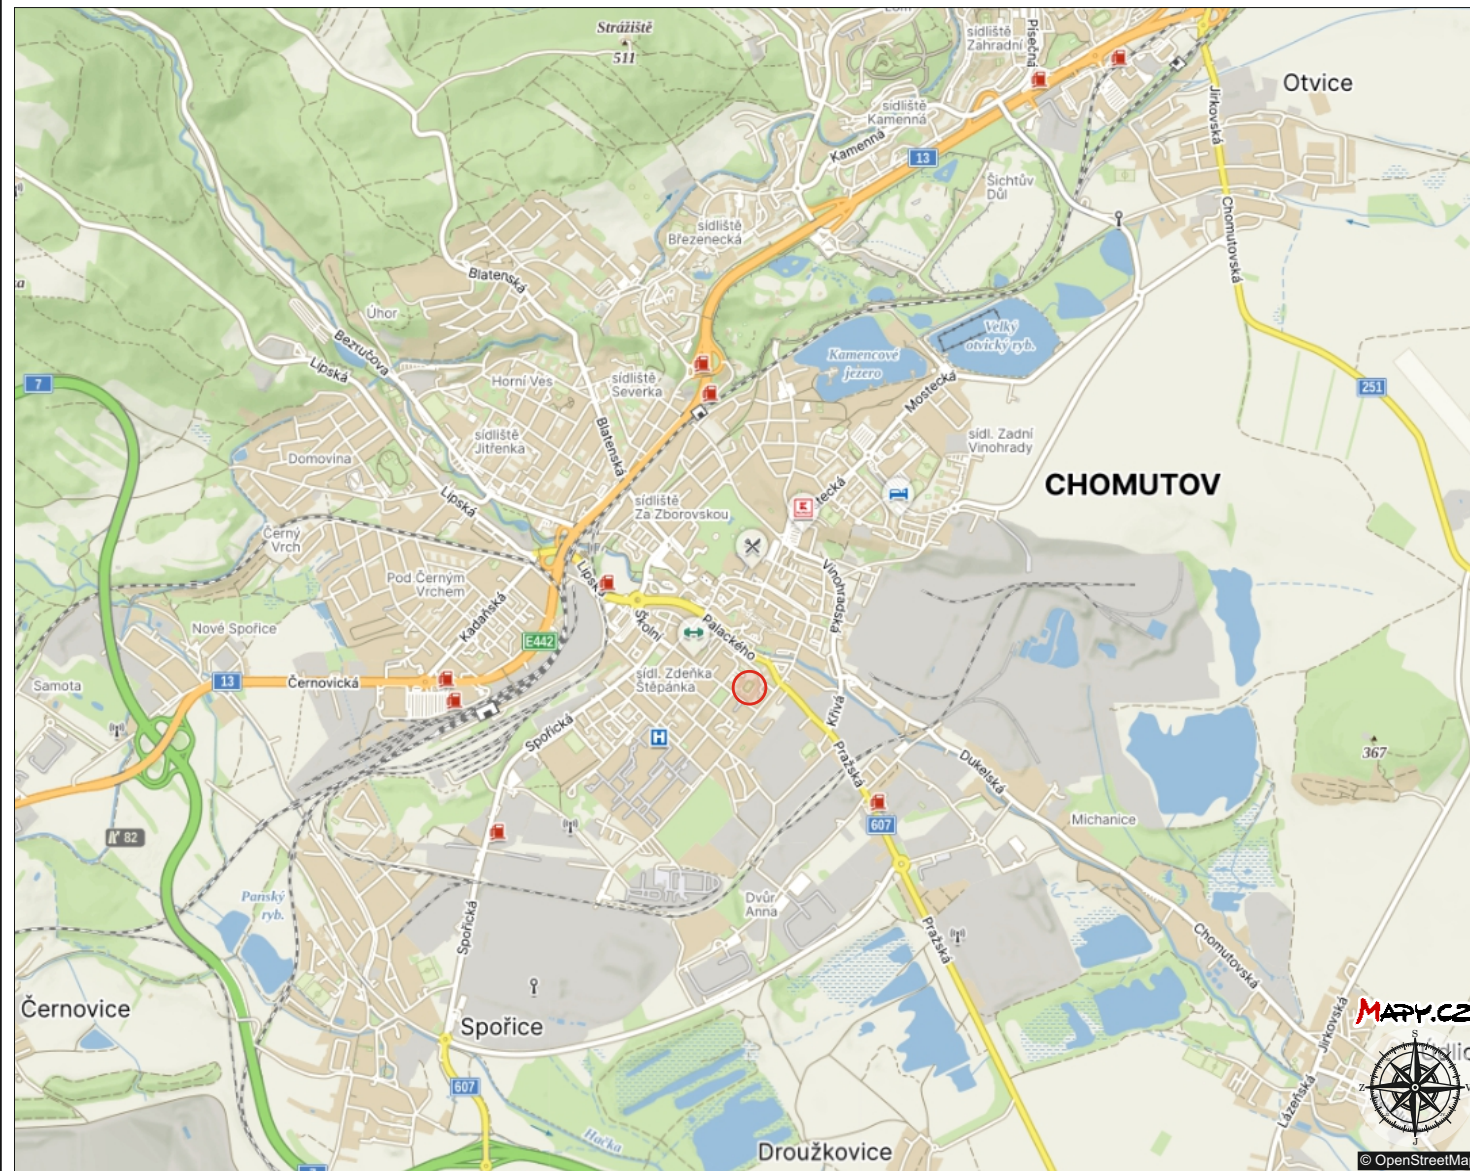 Strážiště
511
sídliště
Zahradní
Písečná
Otvice
Jirkovská
sídliště
Kamenná
Kamenná
13
Šichtův
Důl
Chomutovská
sídliště
Březenecká
Blatenská
Úhor
Bezručova
Lipská
Velký
otvický ryb.
Kamencové
jezero
7
Horní Ves
sídliště
Severka
251
Mostecká
Blatenská
sídliště
Jitřenka
sídl. Zadní
Vinohrady
Domovina
CHOMUTOV
Lipská
tecká
sídliště
Za Zborovskou
Černý
Vrch
Pod Černým
Vrchem
Lipská
Vinohradská
Kadaňská
Školní
Palackého
Nové Spořice
E442
13
Černovická
Samota
sídl. Zdeňka
Štěpánka
Křivá
Spořická
H
Pražská
Dukelská
367
607
Michanice
82
Panský
ryb.
Dvůr
Anna
Spořická
Pražská
Chomutovská
Černovice
Spořice
Jirkovská
MAPY.CZ
S
Z
V
J
607
Lázeňská
Hačka
Droužkovice
© OpenStreetMa